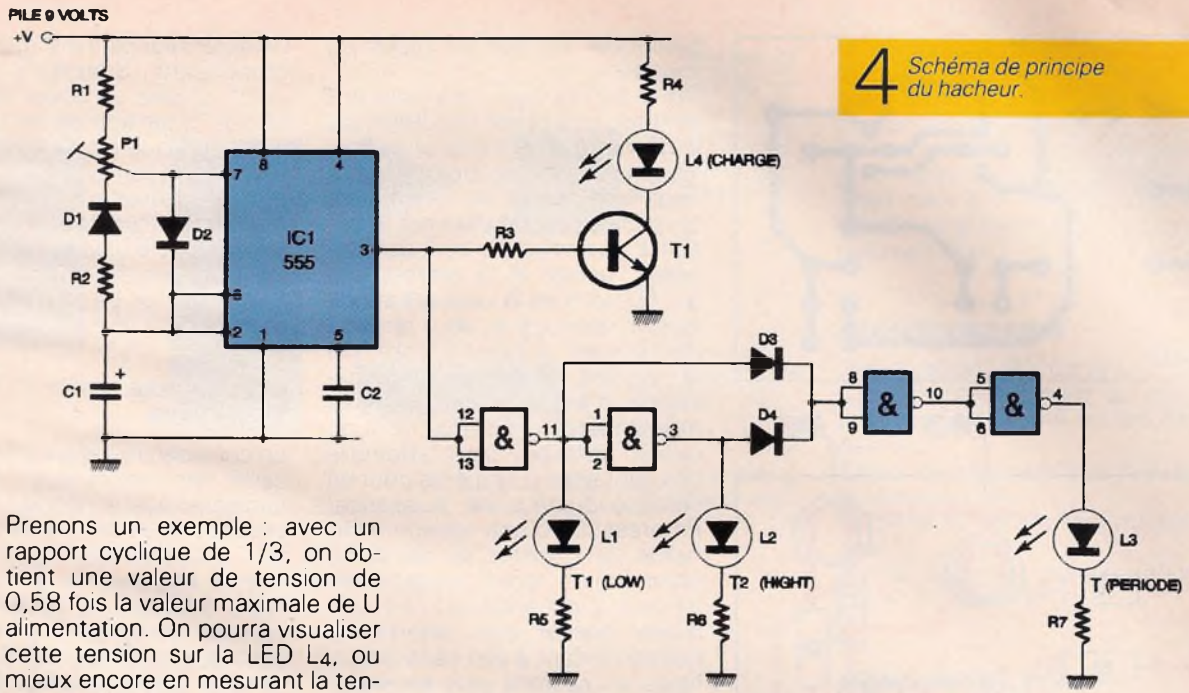 PILE 9 VOLTS
+V
4 Schéma de principe
du hacheur.
R1
P1
D1
R2
C1
+
D2
7
8
4
IC1
555
3
6
2
1
5
C2
R3
R4
L4 (CHARGE)
T1
12
13
&
11
1
2
&
3
D3
D4
8
9
&
10
5
6
&
4
L1
T1 (LOW)
R5
L2
T2 (HIGHT)
R6
L3
T (PERIODE)
R7
Prenons un exemple : avec un
rapport cyclique de 1/3, on ob-
tient une valeur de tension de
0,58 fois la valeur maximale de U
alimentation. On pourra visualiser
cette tension sur la LED L4, ou
mieux encore en mesurant la ten-